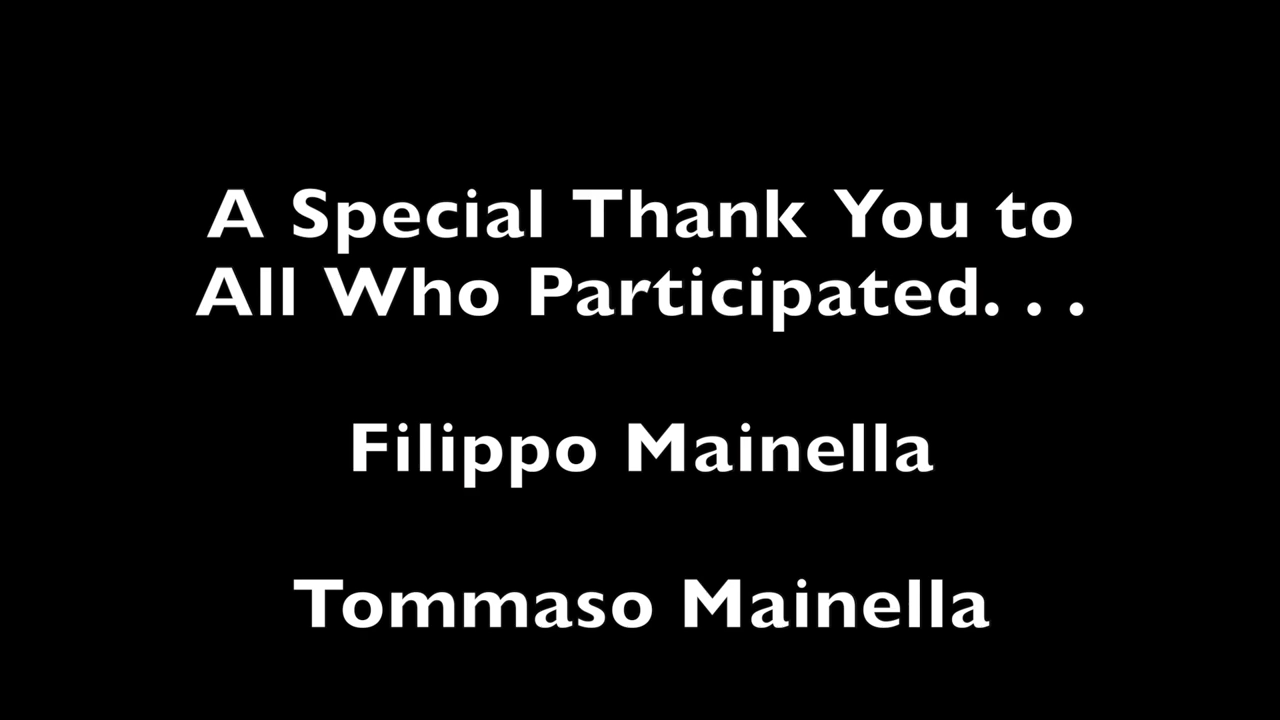 A Special Thank You to
All Who Participated. . .
Filippo Mainella
Tommaso Mainella